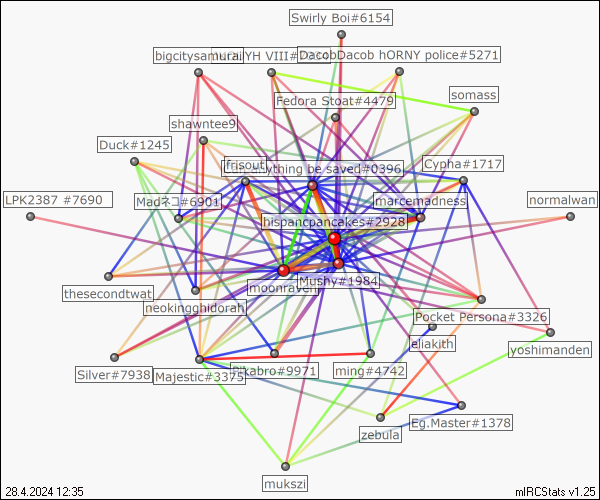 Swirly Boi#6154
bigcitysamurai
YH VIII
DacobDacob hORNY police#5271
somass
Fedora Stoat#4479
shawntee9
Duck#1245
frisout
anything be saved#0396
Cypha#1717
LPK2387 #7690
Madネコ#6901
marcemadness
normalwan
hispancpancakes#2928
moonraven
Mushy#1984
thesecondtwat
neokingghidorah
Pocket Persona#3326
eliakith
yoshimanden
Silver#7938
Majestic#3375
hikabro#9971
ming#4742
zebula
Eg.Master#1378
mukszi
28.4.2024 12:35
mIRCStats v1.25